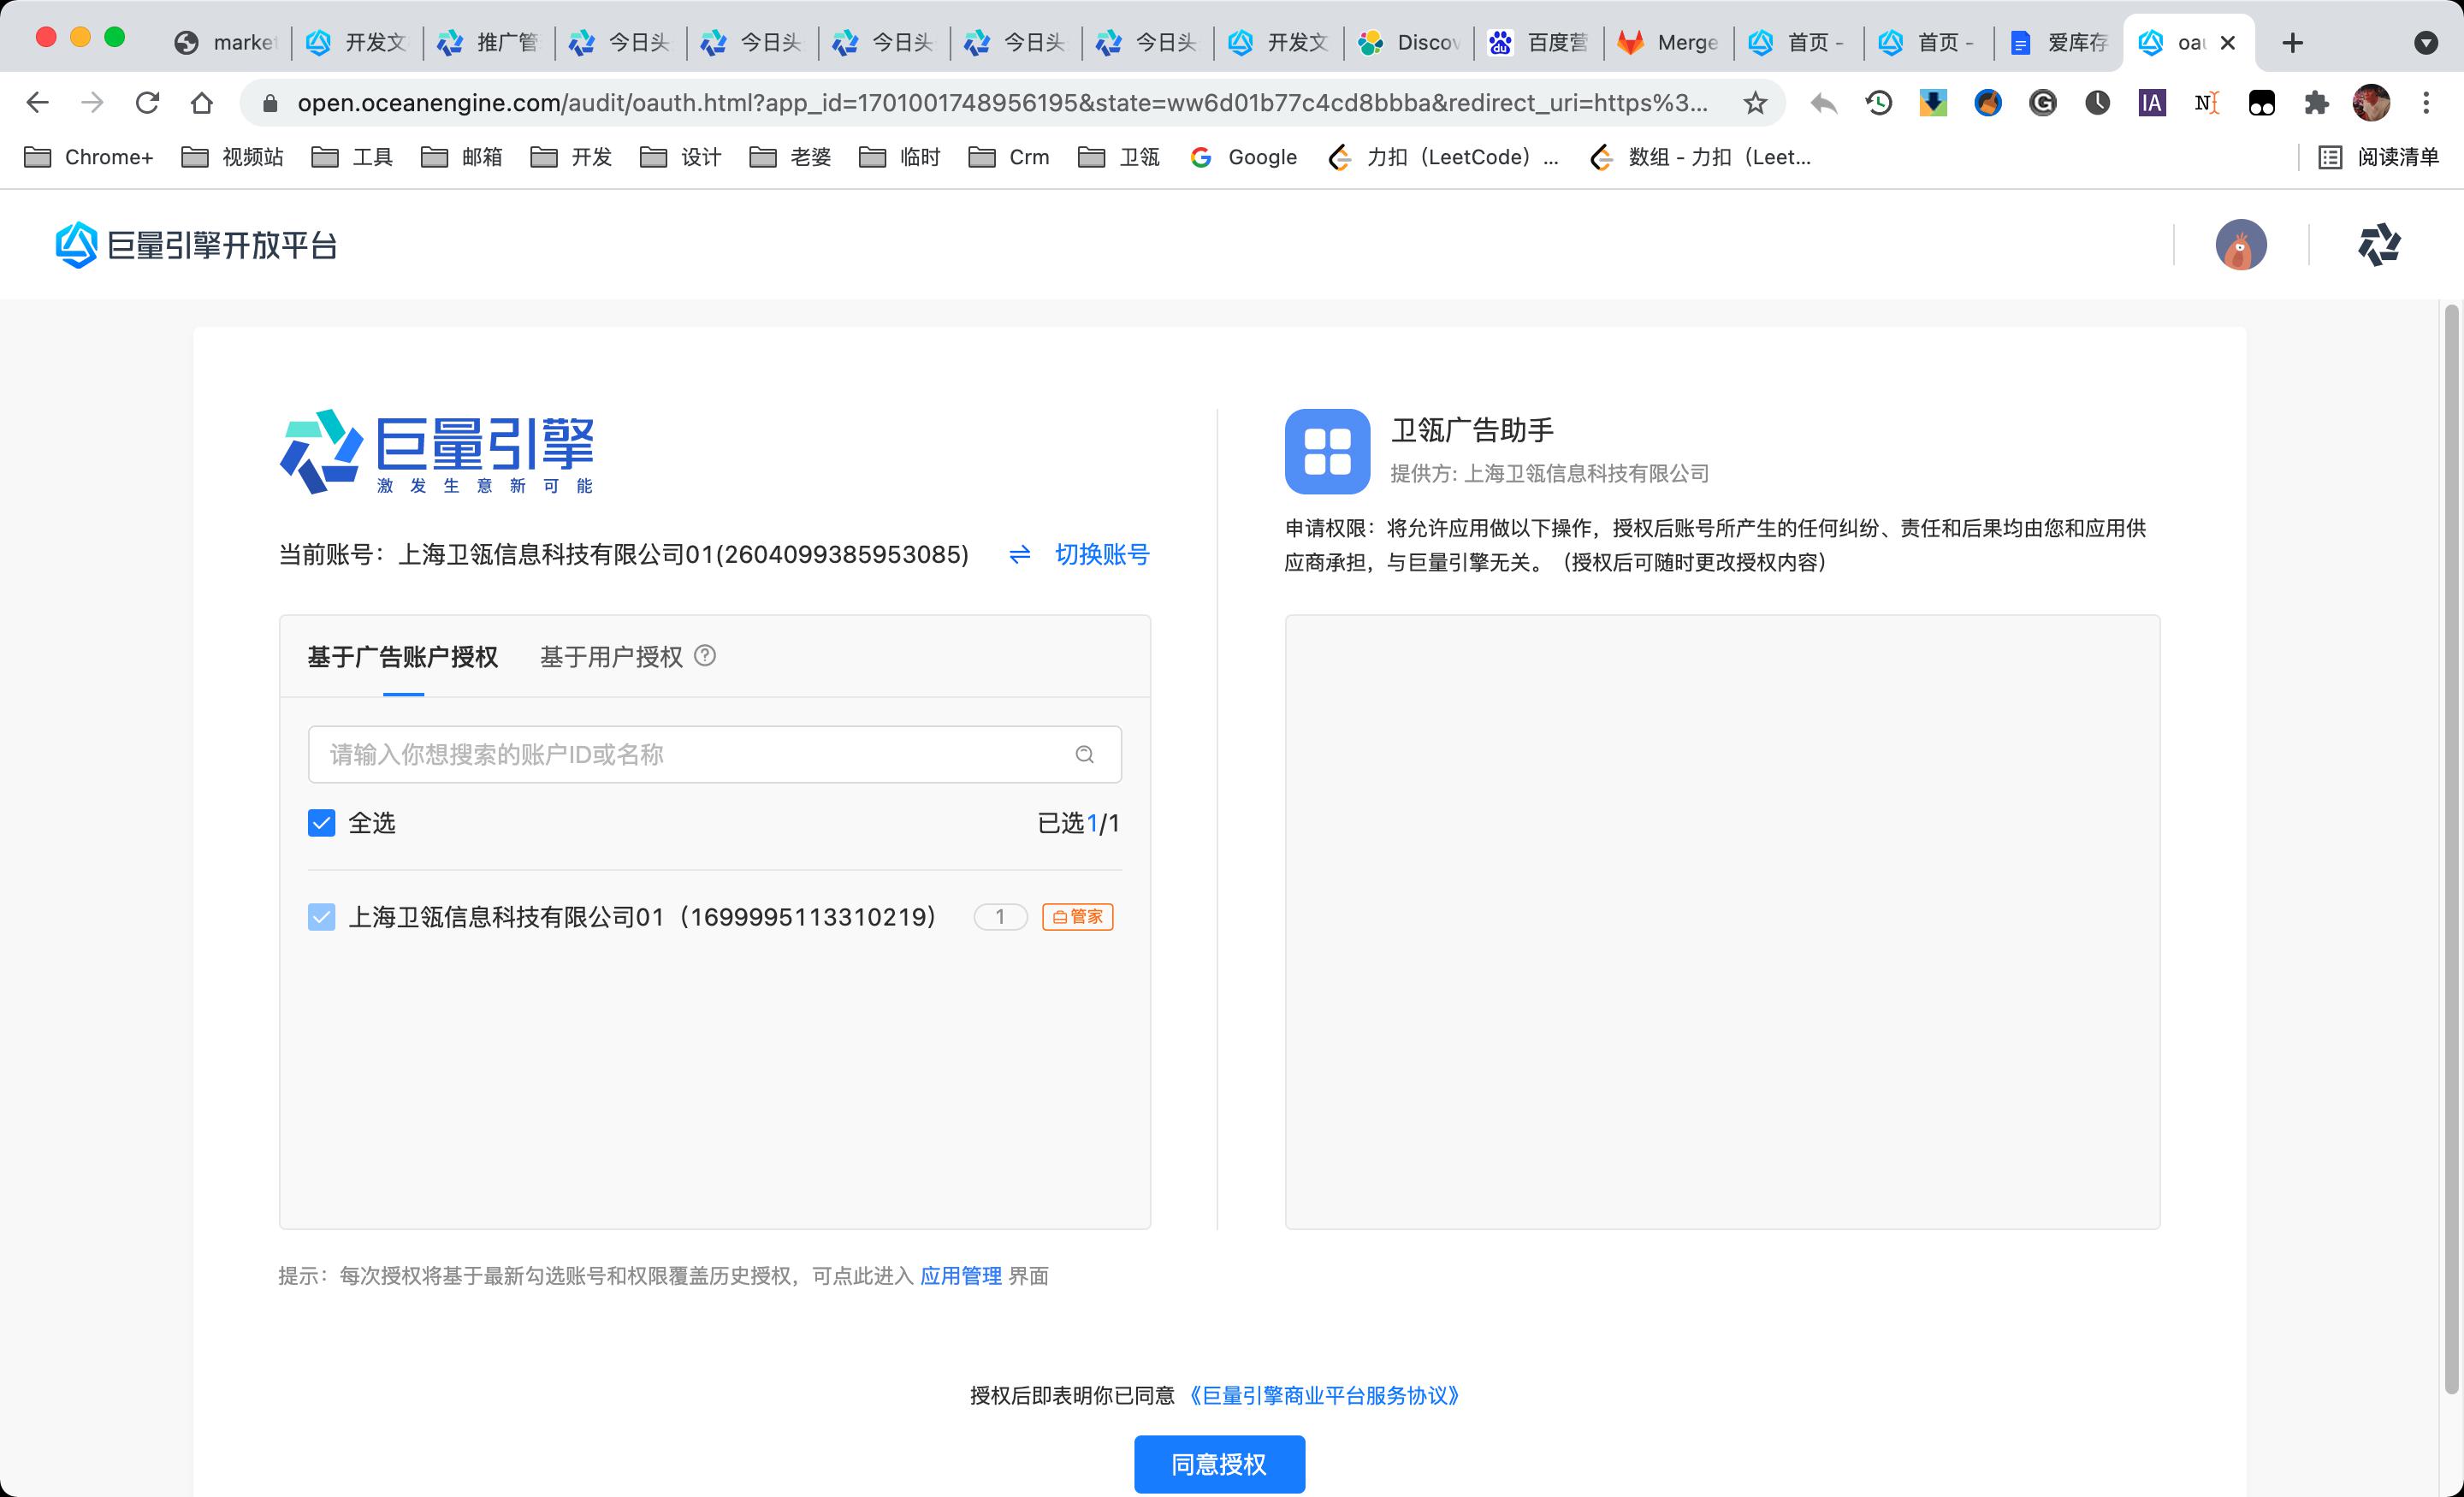 marke
开发文
推广管
今日头
今日头
今日头
今日头
今日头
开发文
Discov
百度营
Merge
首页 -
首页 -
爱库存
oau
open.oceanengine.com/audit/oauth.html?app_id=1701001748956195&state=ww6d01b77c4cd8bbba&redirect_uri=https%3...
Chrome+
视频站
工具
邮箱
开发
设计
老婆
临时
Crm
卫瓴
Google
力扣（LeetCode）...
数组 - 力扣（Leet...
阅读清单
巨量引擎开放平台
巨量引擎
激发生意新可能
当前账号：上海卫瓴信息科技有限公司01(2604099385953085)
切换账号
基于广告账户授权
基于用户授权
请输入你想搜索的账户ID或名称
全选
已选1/1
上海卫瓴信息科技有限公司01（1699995113310219）
1
管家
提示：每次授权将基于最新勾选账号和权限覆盖历史授权，可点此进入 应用管理 界面
卫瓴广告助手
提供方: 上海卫瓴信息科技有限公司
申请权限：将允许应用做以下操作，授权后账号所产生的任何纠纷、责任和后果均由您和应用供
应商承担，与巨量引擎无关。（授权后可随时更改授权内容）
授权后即表明你已同意《巨量引擎商业平台服务协议》
同意授权